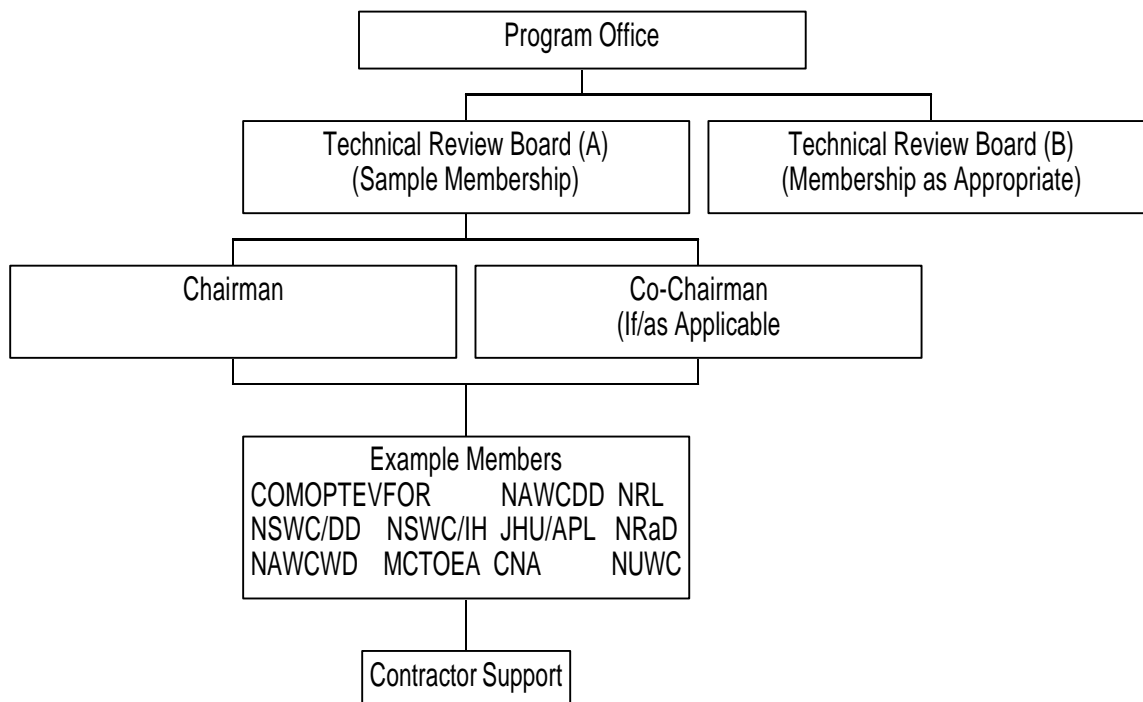 Program Office
Technical Review Board (A)
(Sample Membership)
Technical Review Board (B)
(Membership as Appropriate)
Chairman
Co-Chairman
(If/as Applicable
Example Members
COMOPTEVFOR NAWCDD NRL
NSWC/DD NSWC/IH JHU/APL NRaD
NAWCWD MCTOEA CNA NUWC
Contractor Support